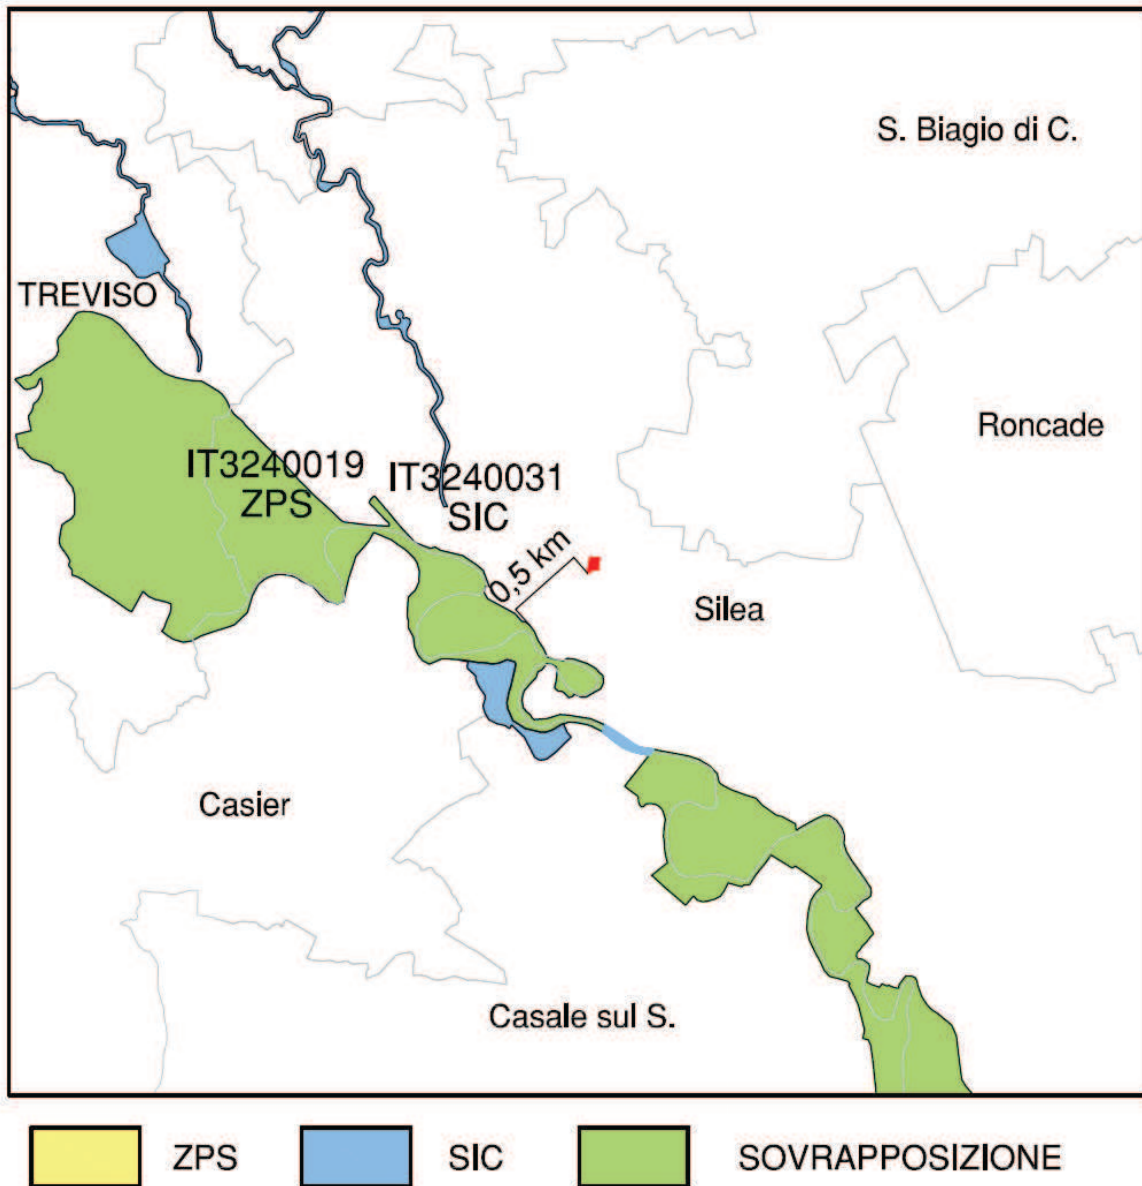 S. Biagio di C.
TREVISO
Roncade
IT3240019
ZPS
IT3240031
SIC
0,5 km
Silea
Casier
Casale sul S.
ZPS
SIC
SOVRAPPOSIZIONE